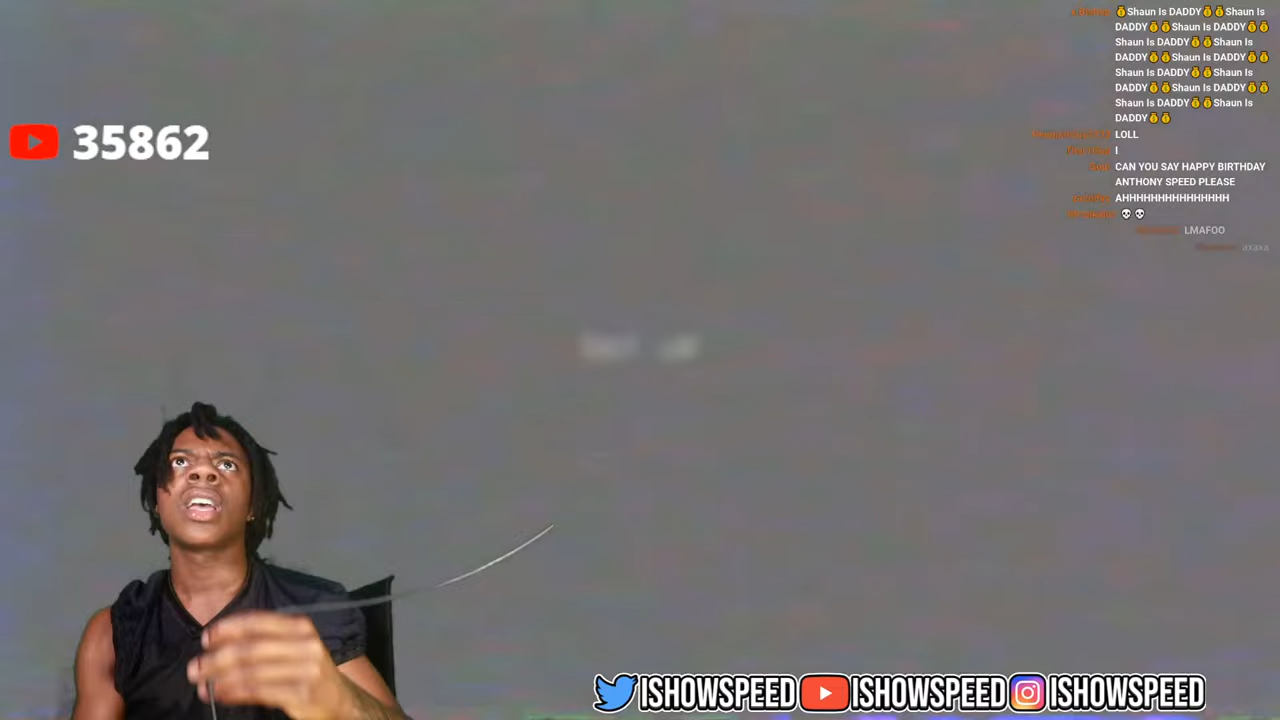 💰Shaun Is DADDY💰💰Shaun Is
DADDY💰💰Shaun Is DADDY💰💰
Shaun Is DADDY💰💰Shaun Is
DADDY💰💰Shaun Is DADDY💰💰
Shaun Is DADDY💰💰Shaun Is
DADDY💰💰Shaun Is DADDY💰💰
Shaun Is DADDY💰💰Shaun Is
DADDY💰💰
LOLL
I
CAN YOU SAY HAPPY BIRTHDAY
ANTHONY SPEED PLEASE
AHHHHHHHHHHHHHHH
💀💀
LMAFOO
axaxa
35862
ISHOWSPEED ISHOWSPEED ISHOWSPEED